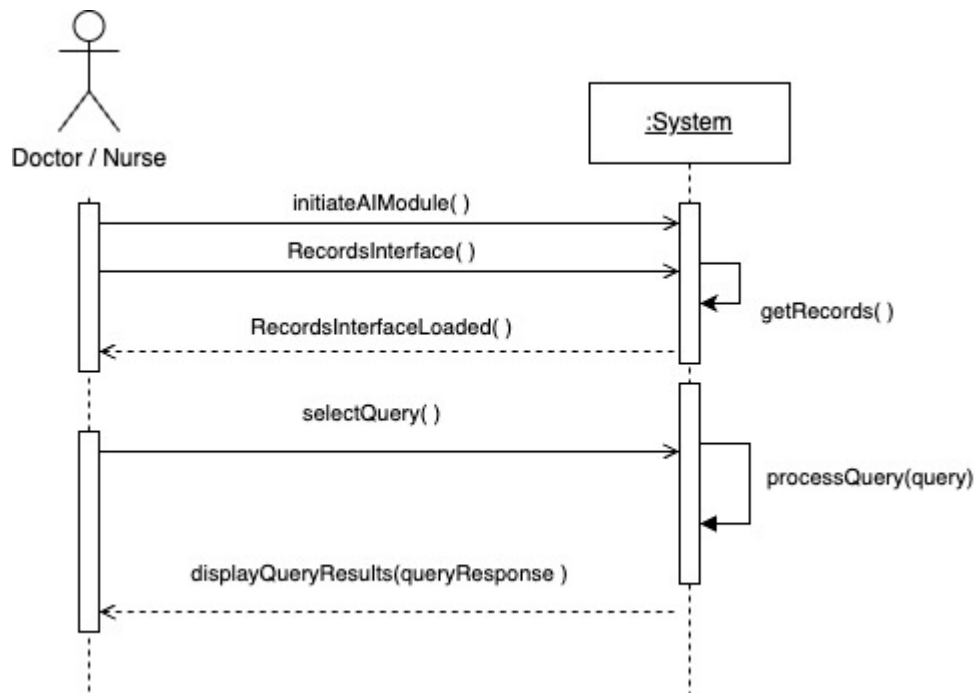 :System
Doctor / Nurse
initiateAIModule( )
RecordsInterface( )
getRecords( )
RecordsInterfaceLoaded( )
selectQuery( )
processQuery(query)
displayQueryResults(queryResponse )